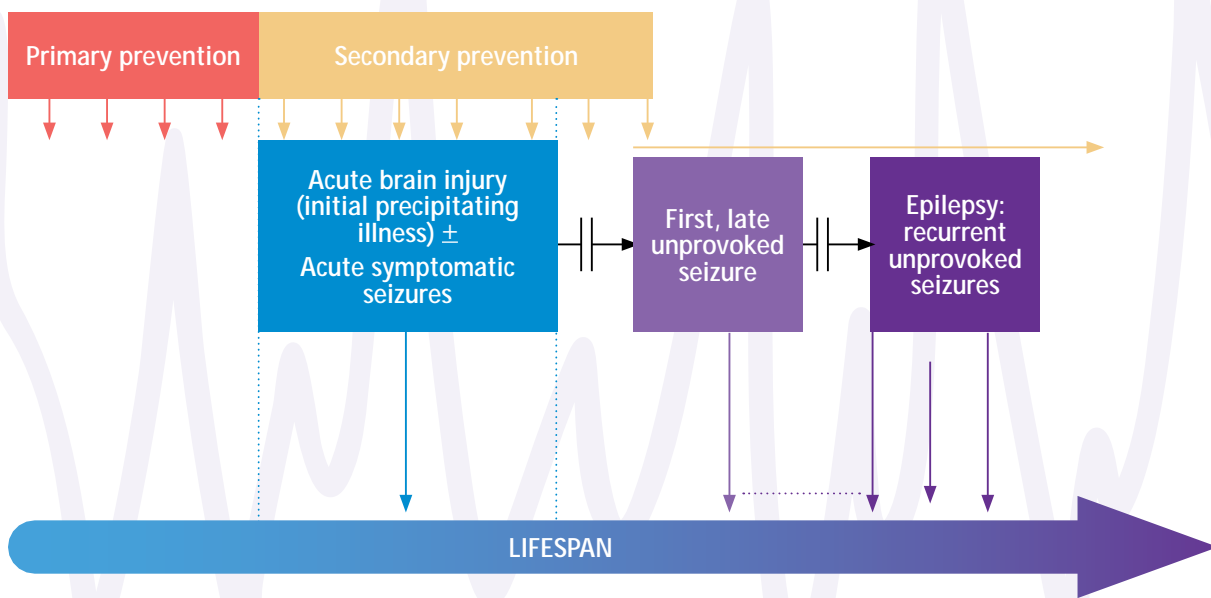 Primary prevention
Secondary prevention
Acute brain injury
(initial precipitating
illness) ±
Acute symptomatic
seizures
First, late
unprovoked
seizure
Epilepsy:
recurrent
unprovoked
seizures
LIFESPAN